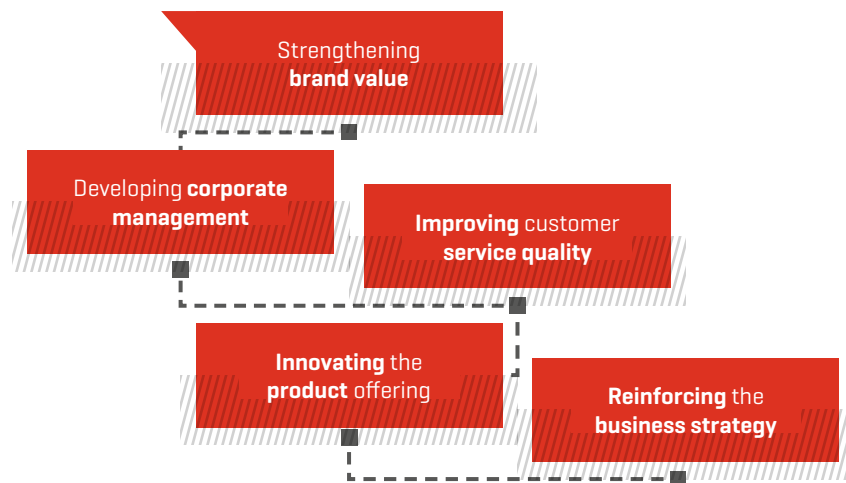 Strengthening
brand value
Developing corporate
management
Improving customer
service quality
Innovating the
product offering
Reinforcing the
business strategy